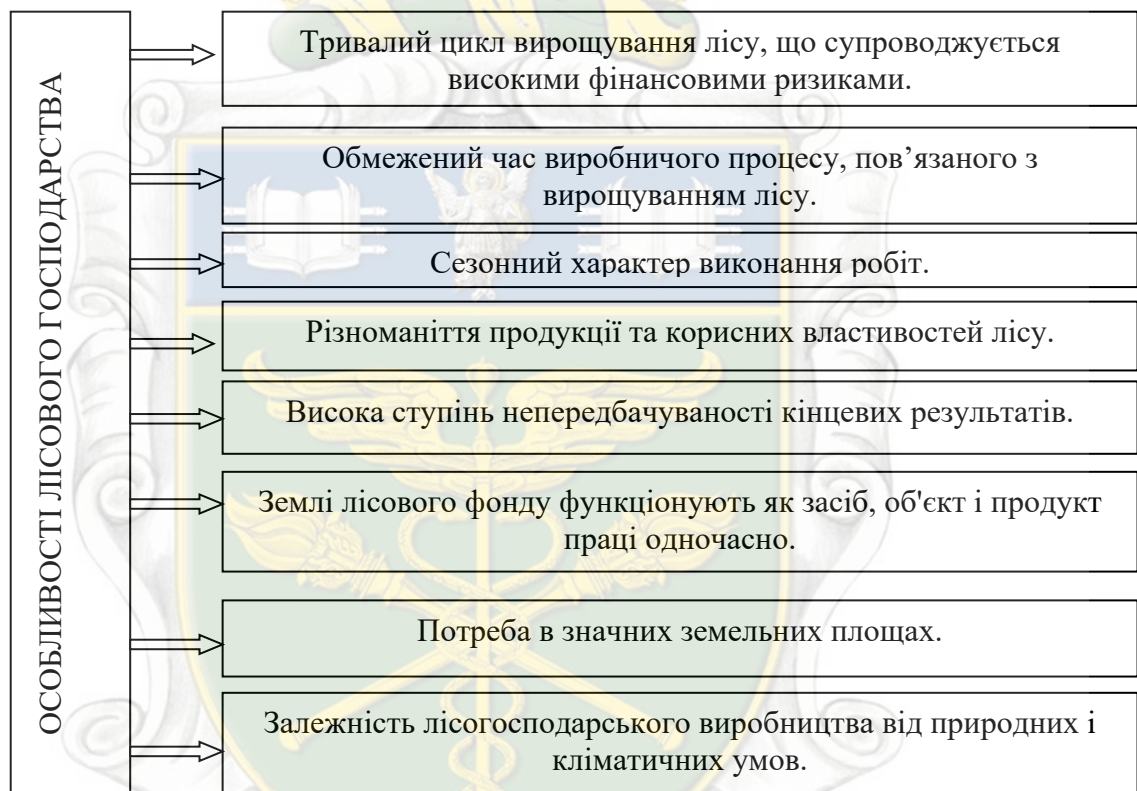 ОСОБЛИВОСТІ ЛІСОВОГО ГОСПОДАРСТВА
Тривалий цикл вирощування лісу, що супроводжується
високими фінансовими ризиками.
Обмежений час виробничого процесу, пов’язаного з
вирощуванням лісу.
Сезонний характер виконання робіт.
Різноманіття продукції та корисних властивостей лісу.
Висока ступінь непередбачуваності кінцевих результатів.
Землі лісового фонду функціонують як засіб, об'єкт і продукт
праці одночасно.
Потреба в значних земельних площах.
Залежність лісогосподарського виробництва від природних і
кліматичних умов.